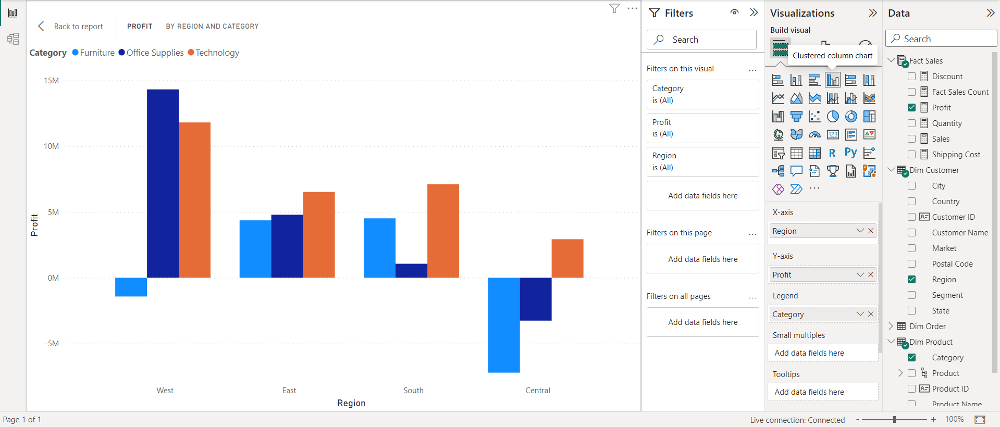 Back to report
PROFIT
BY REGION AND CATEGORY
Category Furniture Office Supplies Technology
15M
10M
5M
0M
-5M
Profit
West
East
South
Central
Region
Page 1 of 1
Filters
Search
Filters on this visual
...
Category
is (All)
Profit
is (All)
Region
is (All)
Add data fields here
Filters on this page
...
Add data fields here
Filters on all pages
...
Add data fields here
Visualizations
Build visual
Clustered column chart
123
R
Py
...
X-axis
Region
Y-axis
Profit
Legend
Category
Small multiples
Add data fields here
Tooltips
Add data fields here
Data
Search
Fact Sales
Discount
Fact Sales Count
Profit
Quantity
Sales
Shipping Cost
Dim Customer
City
Country
Customer ID
Customer Name
Market
Postal Code
Region
Segment
State
Dim Order
Dim Product
Category
Product
Product ID
Product Name
Live connection: Connected
- + 100%